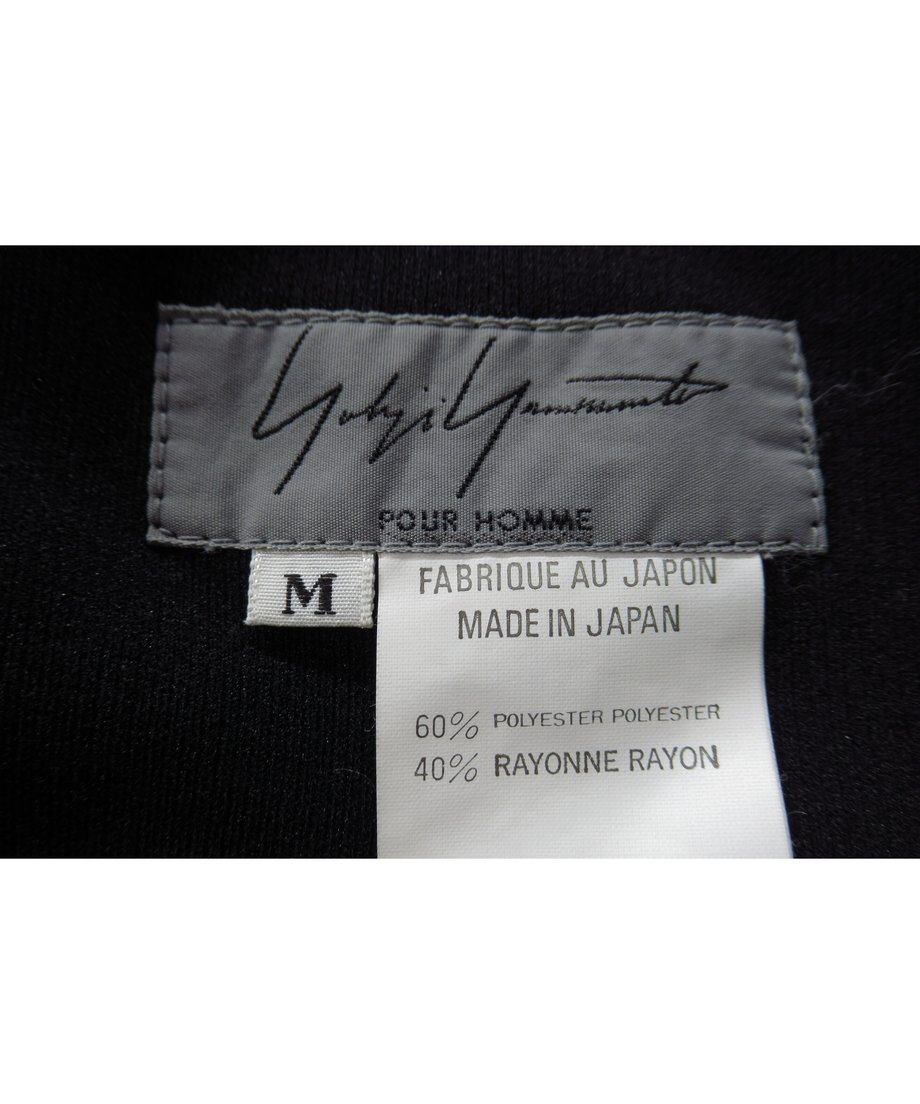 Yohji Yamamoto
POUR HOMME
M
FABRIQUE AU JAPON
MADE IN JAPAN
60% POLYESTER POLYESTER
40% RAYONNE RAYON